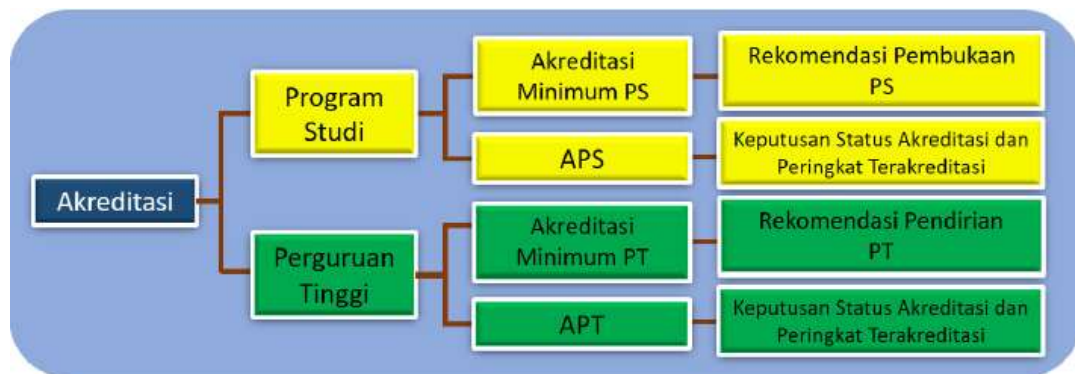 Akreditasi
Program
Studi
Akreditasi
Minimum PS
Rekomendasi Pembukaan
PS
APS
Keputusan Status Akreditasi dan
Peringkat Terakreditasi
Perguruan
Tinggi
Akreditasi
Minimum PT
Rekomendasi Pendirian
PT
APT
Keputusan Status Akreditasi dan
Peringkat Terakreditasi